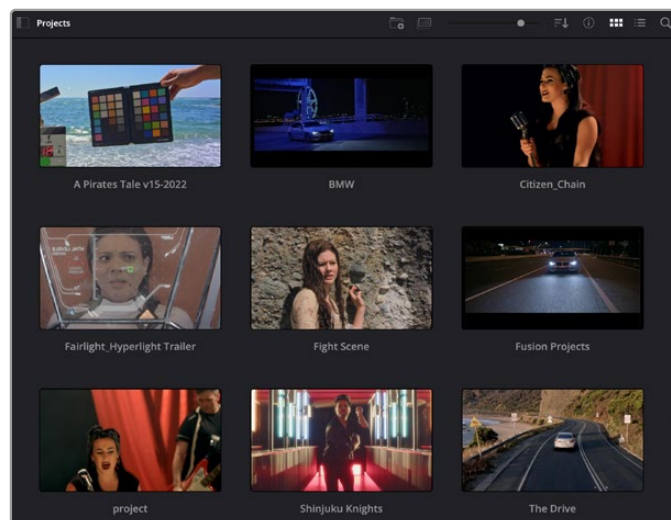 Projects
A Pirates Tale v15-2022
BMW
Citizen_Chain
Fairlight_Hyperlight Trailer
Fight Scene
Fusion Projects
project
Shinjuku Knights
The Drive